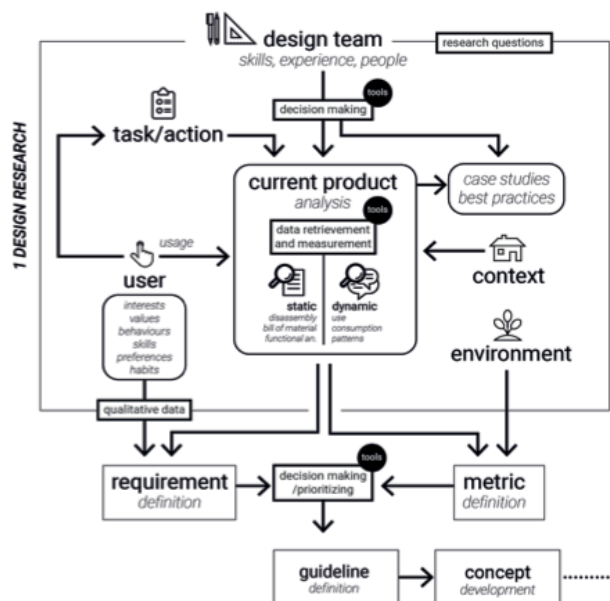 design team
skills, experience, people
research questions
tools
decision making
task/action
1 DESIGN RESEARCH
current product
analysis
case studies
best practices
tools
data retrievement
and measurement
usage
user
context
static
disassembly
bill of material
functional an.
dynamic
use
consumption
patterns
interests
values
behaviours
skills
preferences
habits
environment
qualitative data
requirement
definition
tools
decision making
/prioritizing
metric
definition
guideline
definition
concept
development